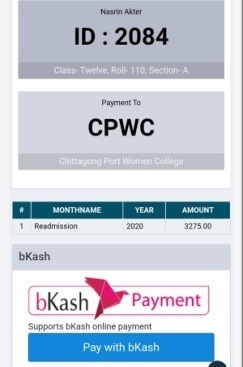 Nasrin Akter
ID : 2084
Class- Twelve, Roll- 110, Section- A
Payment To
CPWC
Chittagong Port Women College
# MONTHNAME YEAR AMOUNT
1 Readmission 2020 3275.00
bKash
bKash Payment
Supports bKash online payment
Pay with bKash